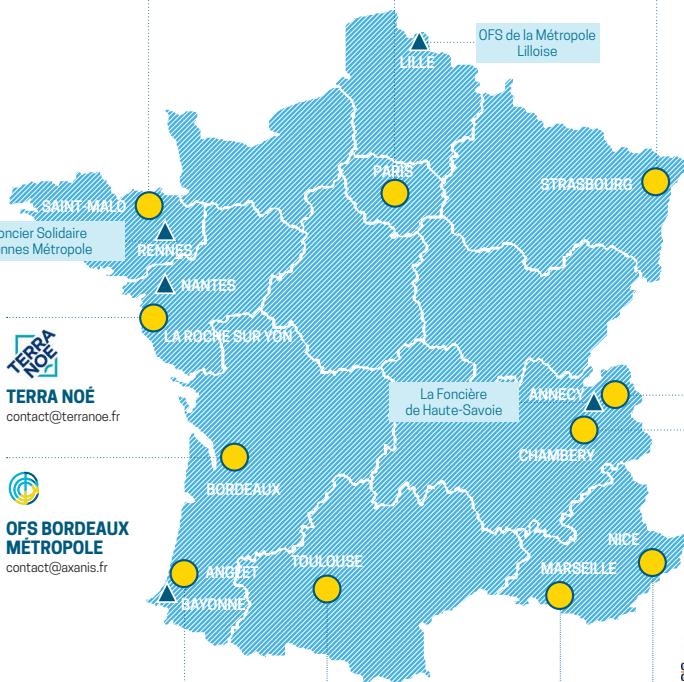 OFS de la Métropole
Lilloise
LILLE
PARIS
STRASBOURG
SAINT-MALO
oncier Solidaire
nnes Métropole
RENNES
NANTES
LA ROCHE SUR YON
TERRA
NOÉ
TERRA NOÉ
contact@terranoe.fr
La Foncière
de Haute-Savoie
ANNECY
CHAMBERY
BORDEAUX
OFS BORDEAUX
MÉTROPOLE
contact@axanis.fr
NICE
TOULOUSE
MARSEILLE
ANGLET
BAYONNE